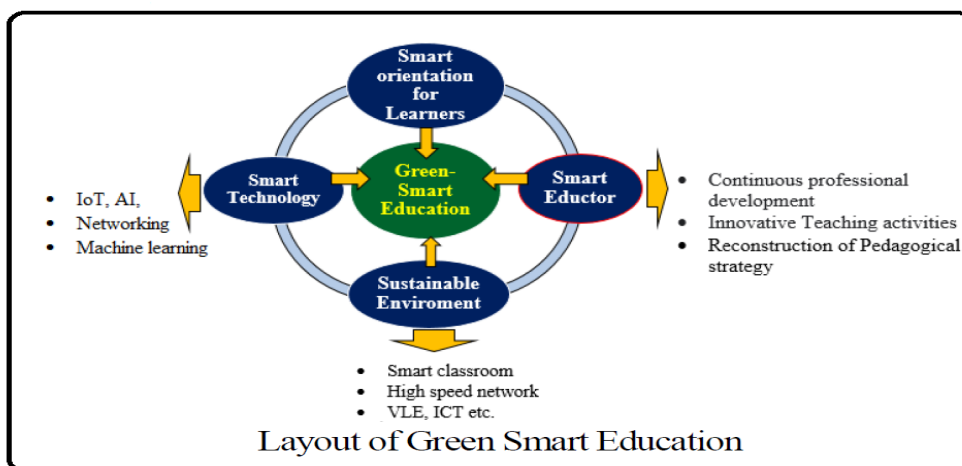 Smart
orientation
for
Learners
Smart
Technology
Green-
Smart
Education
Smart
Eductor
Sustainable
Enviroment
• IoT, AI,
• Networking
• Machine learning
• Continuous professional
development
• Innovative Teaching activities
• Reconstruction of Pedagogical
strategy
• Smart classroom
• High speed network
• VLE, ICT etc.
•
Layout of Green Smart Education